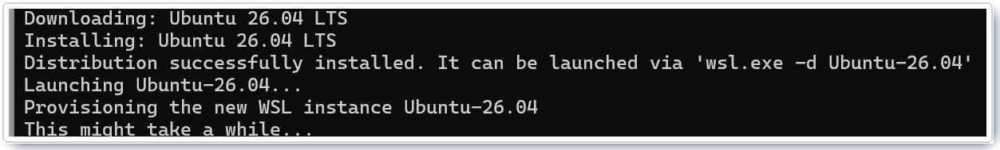 Downloading: Ubuntu 26.04 LTS
Installing: Ubuntu 26.04 LTS
Distribution successfully installed. It can be launched via 'wsl.exe -d Ubuntu-26.04'
Launching Ubuntu-26.04...
Provisioning the new WSL instance Ubuntu-26.04
This might take a while...